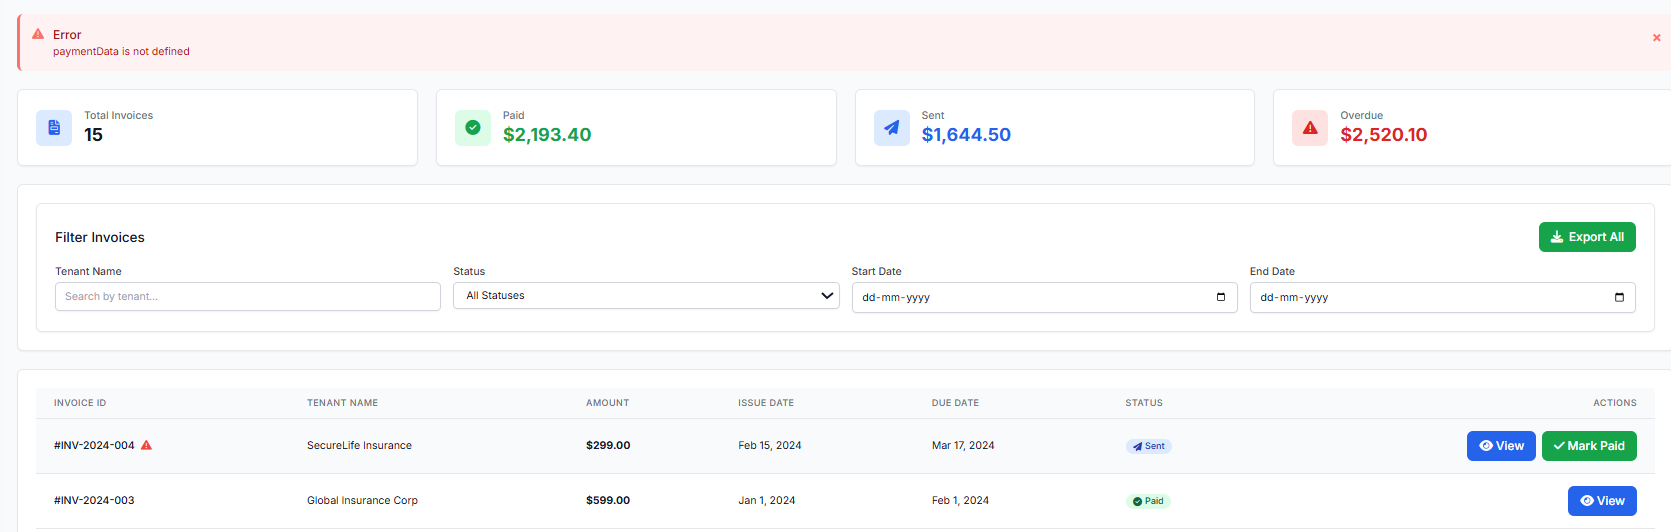 Error
paymentData is not defined
×
Total Invoices
15
Paid
$2,193.40
Sent
$1,644.50
Overdue
$2,520.10
Filter Invoices
Export All
Tenant Name
Search by tenant...
Status
All Statuses
Start Date
dd-mm-yyyy
End Date
dd-mm-yyyy
INVOICE ID TENANT NAME AMOUNT ISSUE DATE DUE DATE STATUS ACTIONS
#INV-2024-004 SecureLife Insurance $299.00 Feb 15, 2024 Mar 17, 2024 Sent View Mark Paid
#INV-2024-003 Global Insurance Corp $599.00 Jan 1, 2024 Feb 1, 2024 Paid View